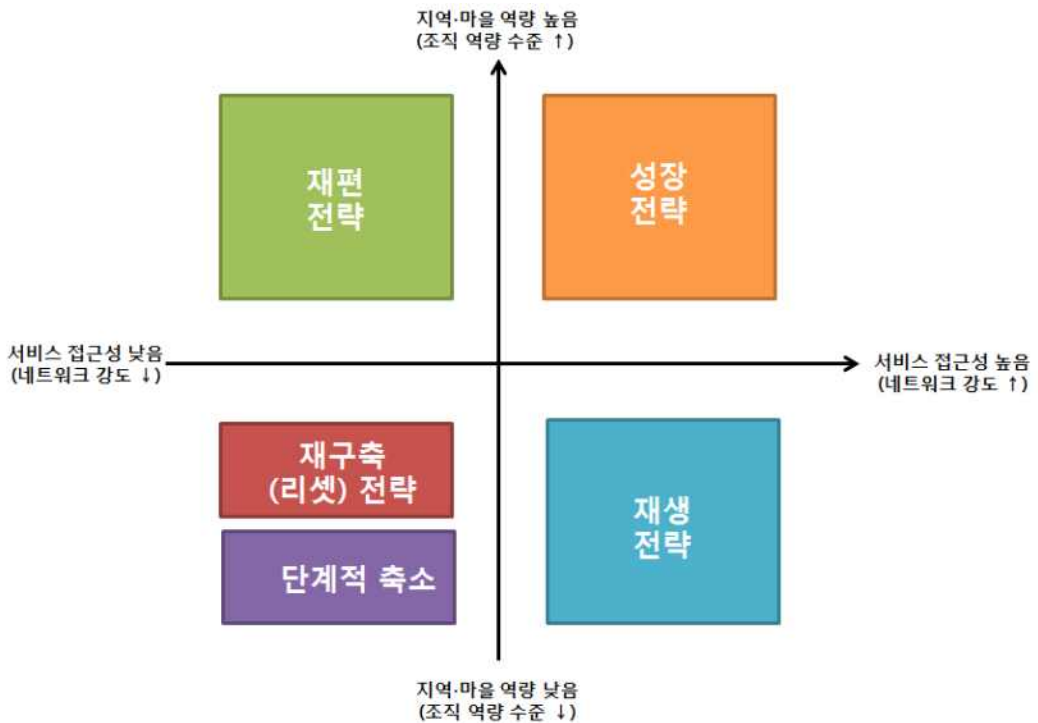 지역·마을 역량 높음
(조직 역량 수준 ↑)
재편
전략
성장
전략
서비스 접근성 낮음
(네트워크 강도 ↓)
서비스 접근성 높음
(네트워크 강도 ↑)
재구축
(리셋) 전략
단계적 축소
재생
전략
지역·마을 역량 낮음
(조직 역량 수준 ↓)